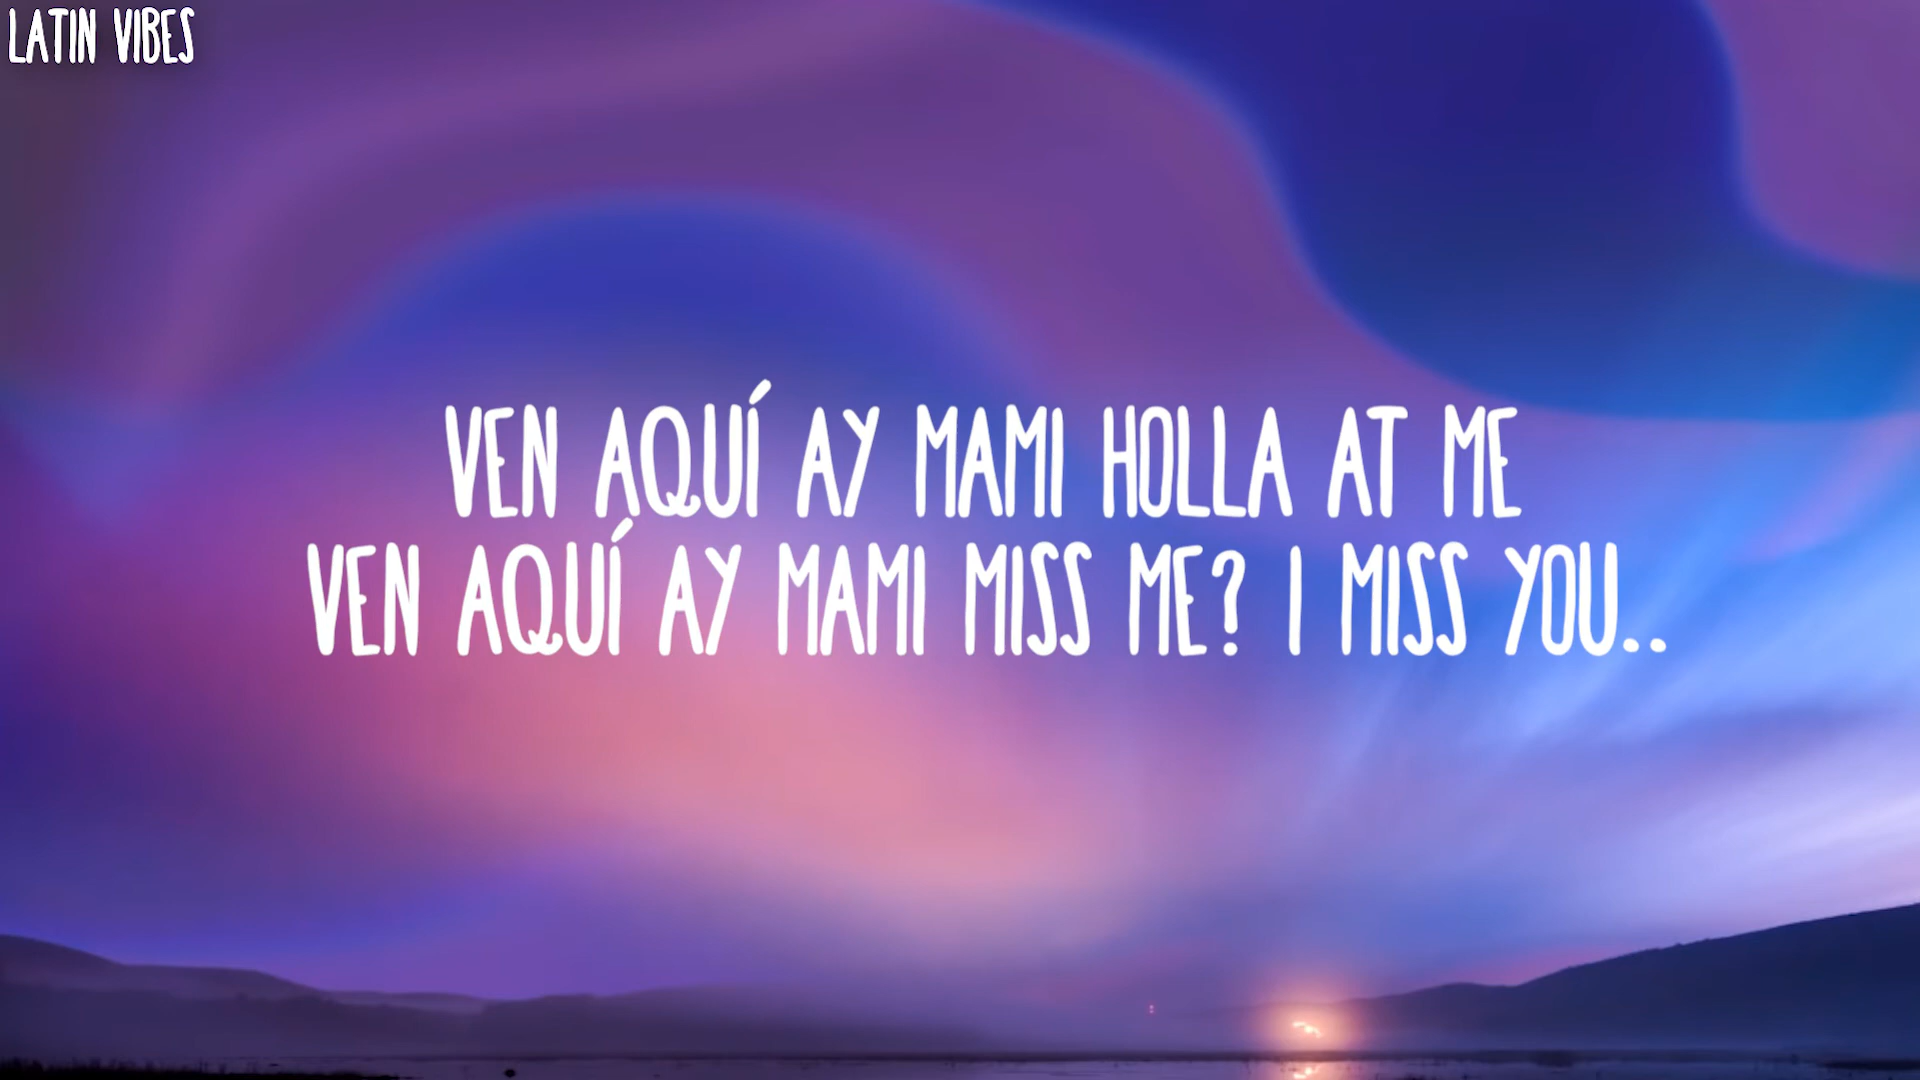 LATIN VIBES
VEN AQUÍ AY MAMI HOLLA AT ME
VEN AQUÍ AY MAMI MISS ME? I MISS YOU..